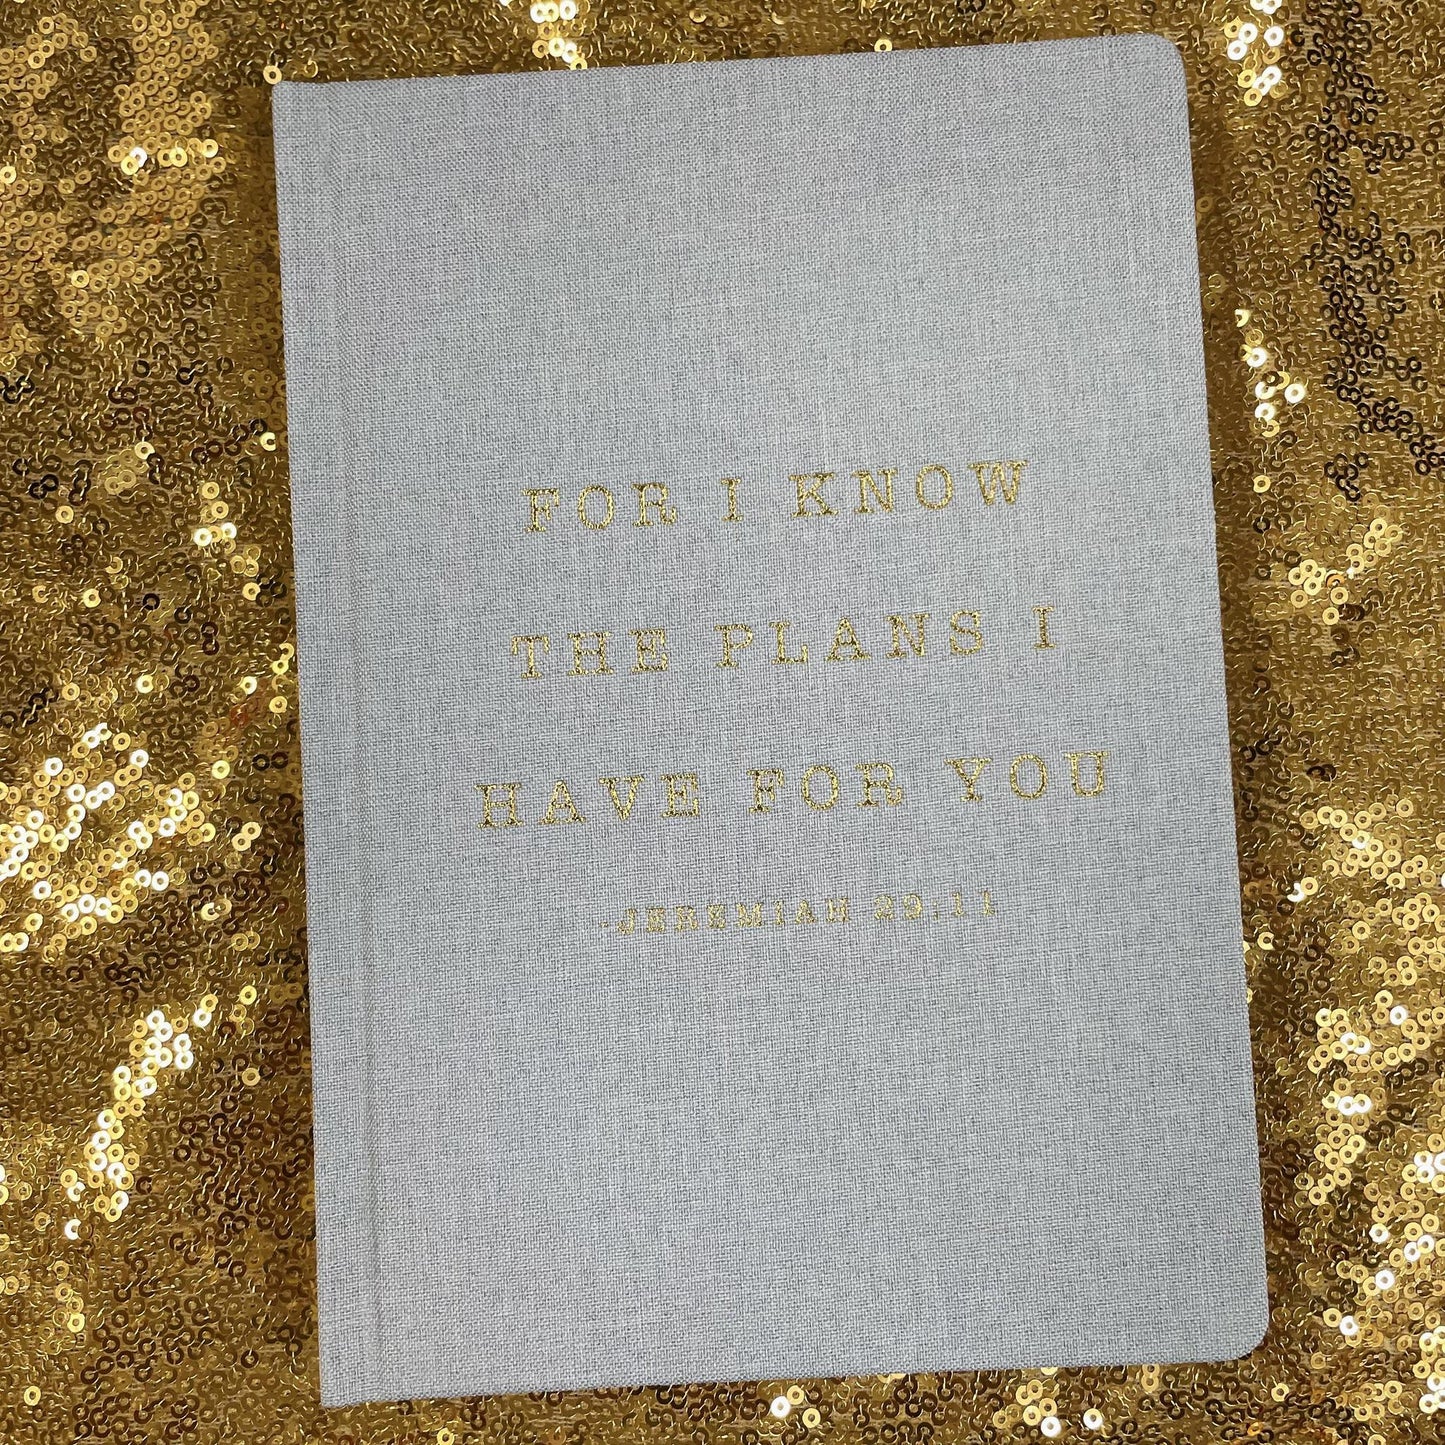 FOR I KNOW
THE PLANS I
HAVE FOR YOU
-JEREMIAH 29:11